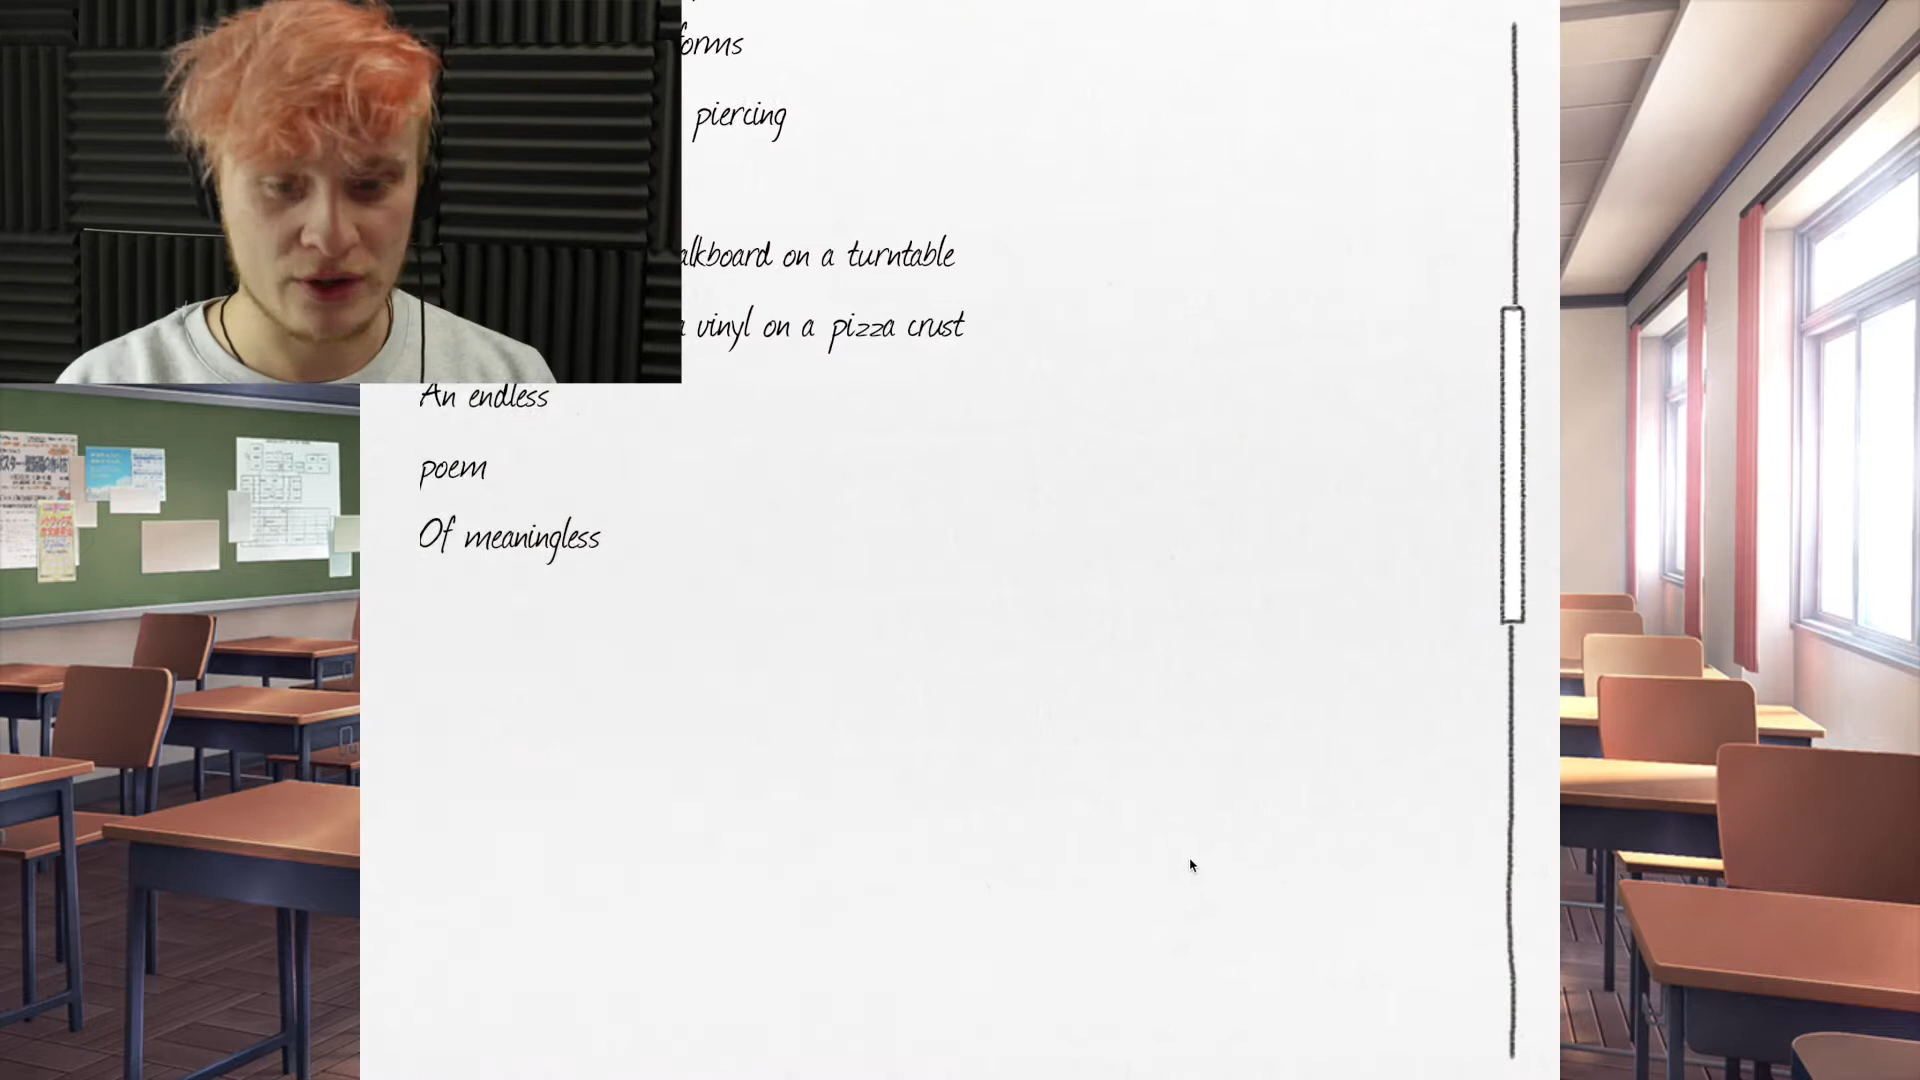 forms
piercing
alkboard on a turntable
vinyl on a pizza crust
An endless
poem
Of meaningless